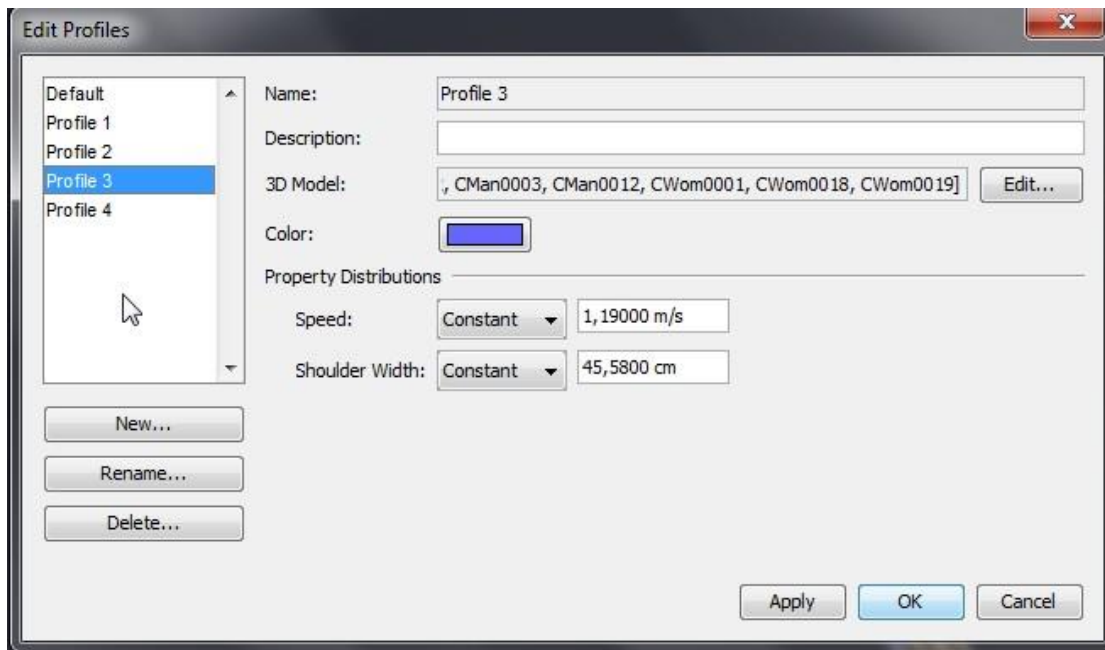 Edit Profiles
Default
Profile 1
Profile 2
Profile 3
Profile 4
New...
Rename...
Delete...
Name: Profile 3
Description:
3D Model: , CMan0003, CMan0012, CWom0001, CWom0018, CWom0019] Edit...
Color:
Property Distributions
Speed: Constant 1,19000 m/s
Shoulder Width: Constant 45,5800 cm
Apply OK Cancel